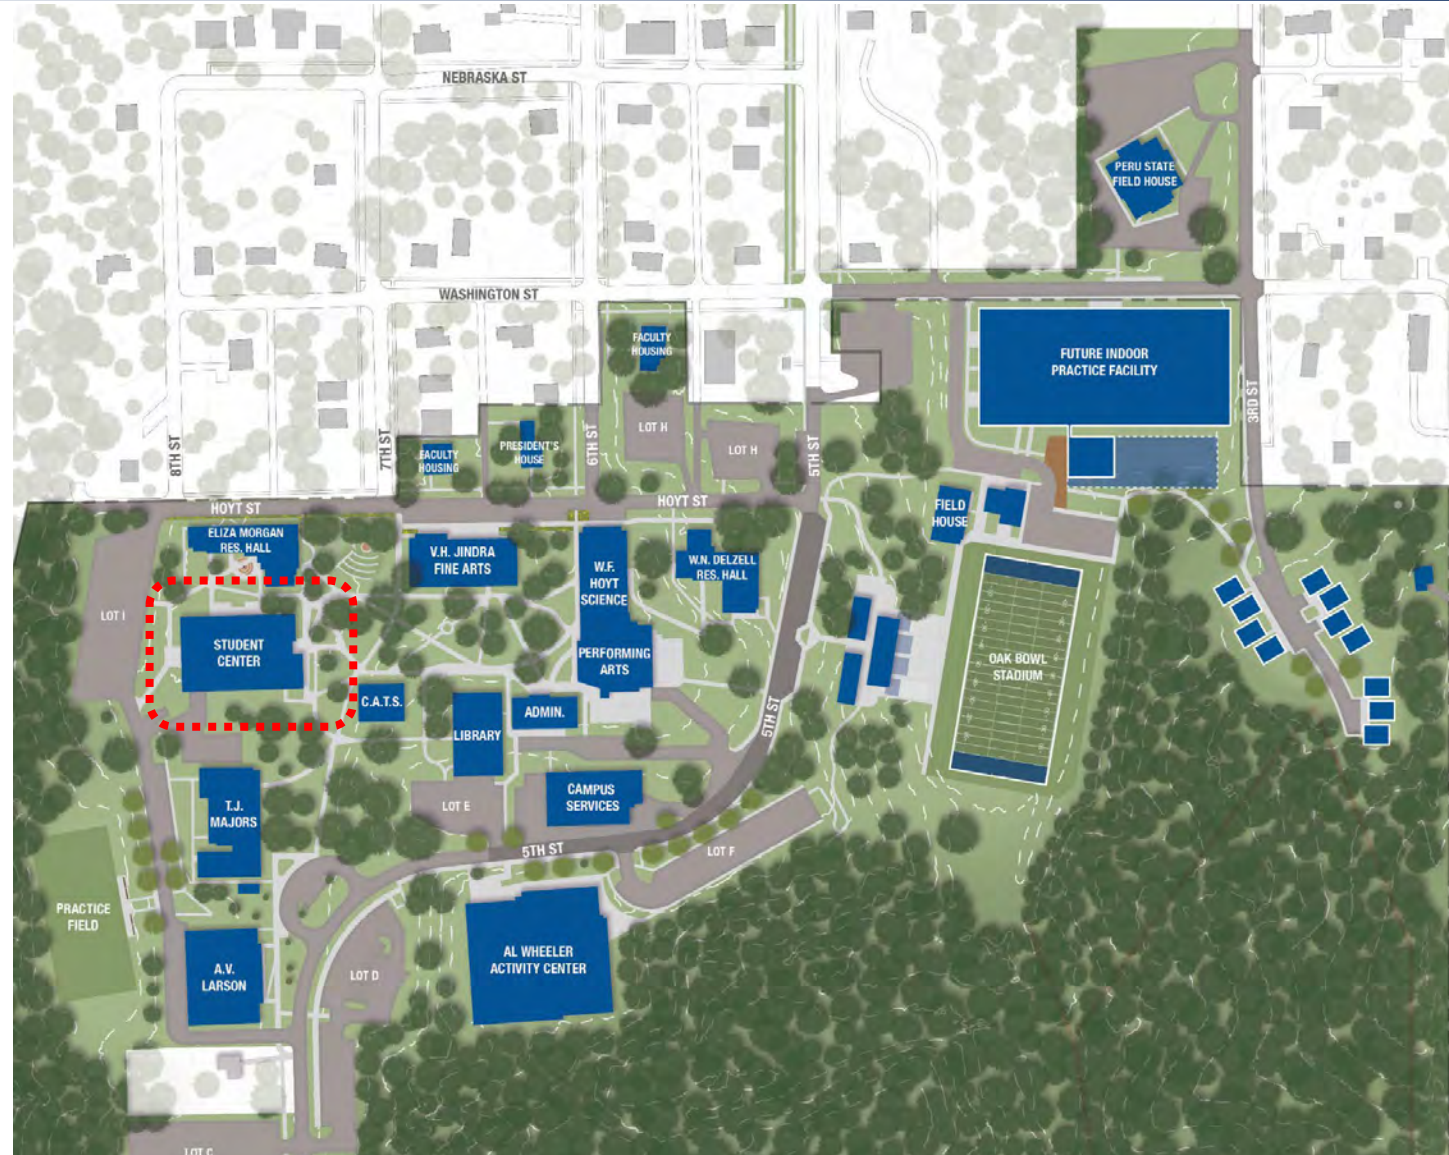 NEBRASKA ST
PERU STATE
FIELD HOUSE
WASHINGTON ST
FACULTY
HOUSING
FUTURE INDOOR
PRACTICE FACILITY
3RD ST
8TH ST
7TH ST
FACULTY
HOUSING
PRESIDENT'S
HOUSE
6TH ST
LOT H
LOT H
5TH ST
HOYT ST
HOYT ST
ELIZA MORGAN
RES. HALL
V.H. JINDRA
FINE ARTS
W.F.
HOYT
SCIENCE
W.N. DELZELL
RES. HALL
FIELD
HOUSE
LOT I
STUDENT
CENTER
PERFORMING
ARTS
OAK BOWL
STADIUM
C.A.T.S.
LIBRARY
ADMIN.
5TH ST
T.J.
MAJORS
LOT E
CAMPUS
SERVICES
5TH ST
LOT F
PRACTICE
FIELD
A.V.
LARSON
LOT D
AL WHEELER
ACTIVITY CENTER
LOT C